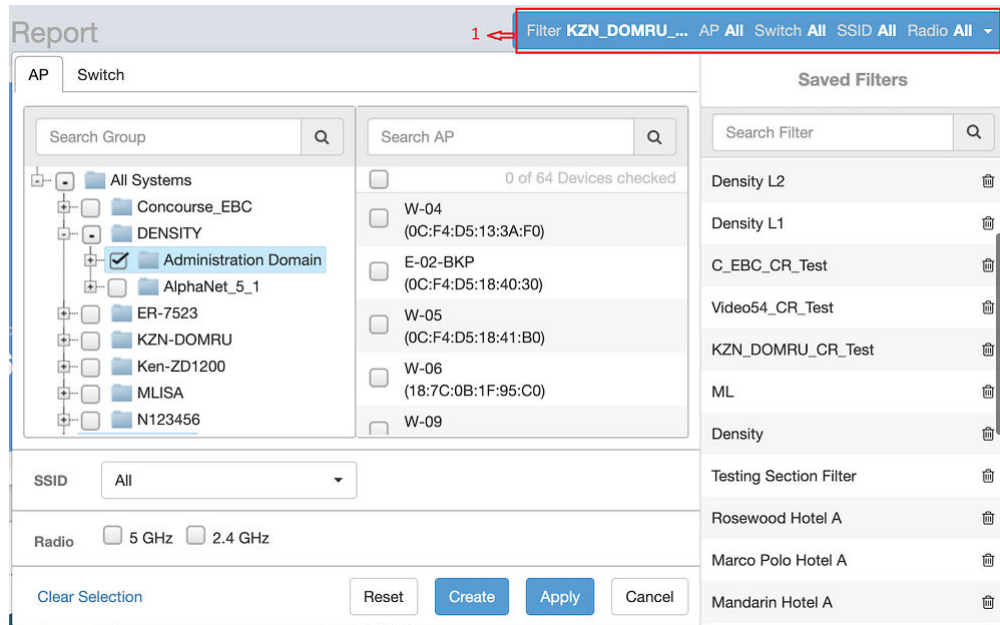 Report
1
Filter KZN_DOMRU_... AP All Switch All SSID All Radio All
AP Switch
Saved Filters
Search Group
Search AP
Search Filter
All Systems
Concourse_EBC
DENSITY
Administration Domain
AlphaNet_5_1
ER-7523
KZN-DOMRU
Ken-ZD1200
MLISA
N123456
0 of 64 Devices checked
W-04
(0C:F4:D5:13:3A:F0)
E-02-BKP
(0C:F4:D5:18:40:30)
W-05
(0C:F4:D5:18:41:B0)
W-06
(18:7C:0B:1F:95:C0)
W-09
Density L2
Density L1
C_EBC_CR_Test
Video54_CR_Test
KZN_DOMRU_CR_Test
ML
Density
Testing Section Filter
Rosewood Hotel A
Marco Polo Hotel A
Mandarin Hotel A
SSID All
Radio 5 GHz 2.4 GHz
Clear Selection Reset Create Apply Cancel